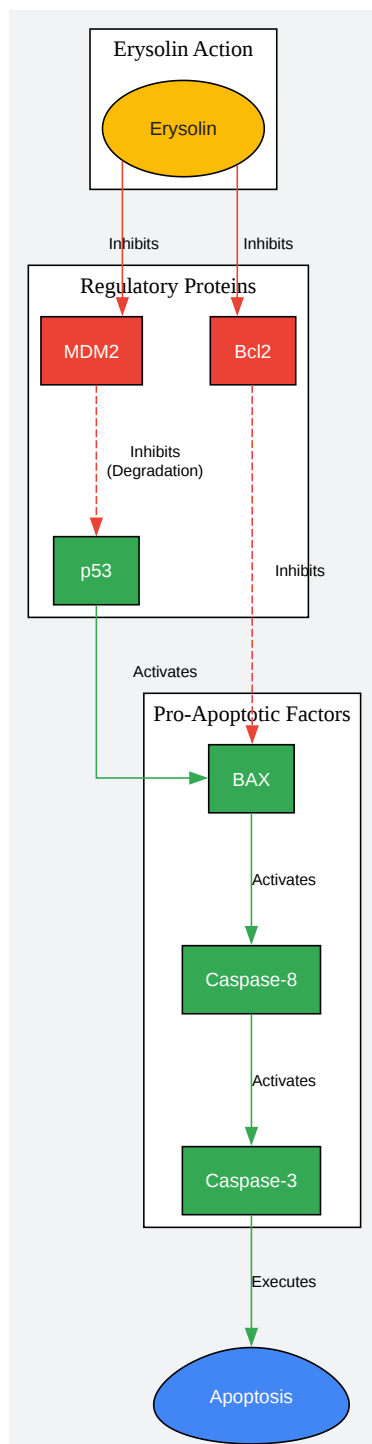 Erysolin Action
Erysolin
Inhibits
Inhibits
Regulatory Proteins
MDM2
Bcl2
Inhibits
(Degradation)
p53
Inhibits
Activates
Pro-Apoptotic Factors
BAX
Activates
Caspase-8
Activates
Caspase-3
Executes
Apoptosis